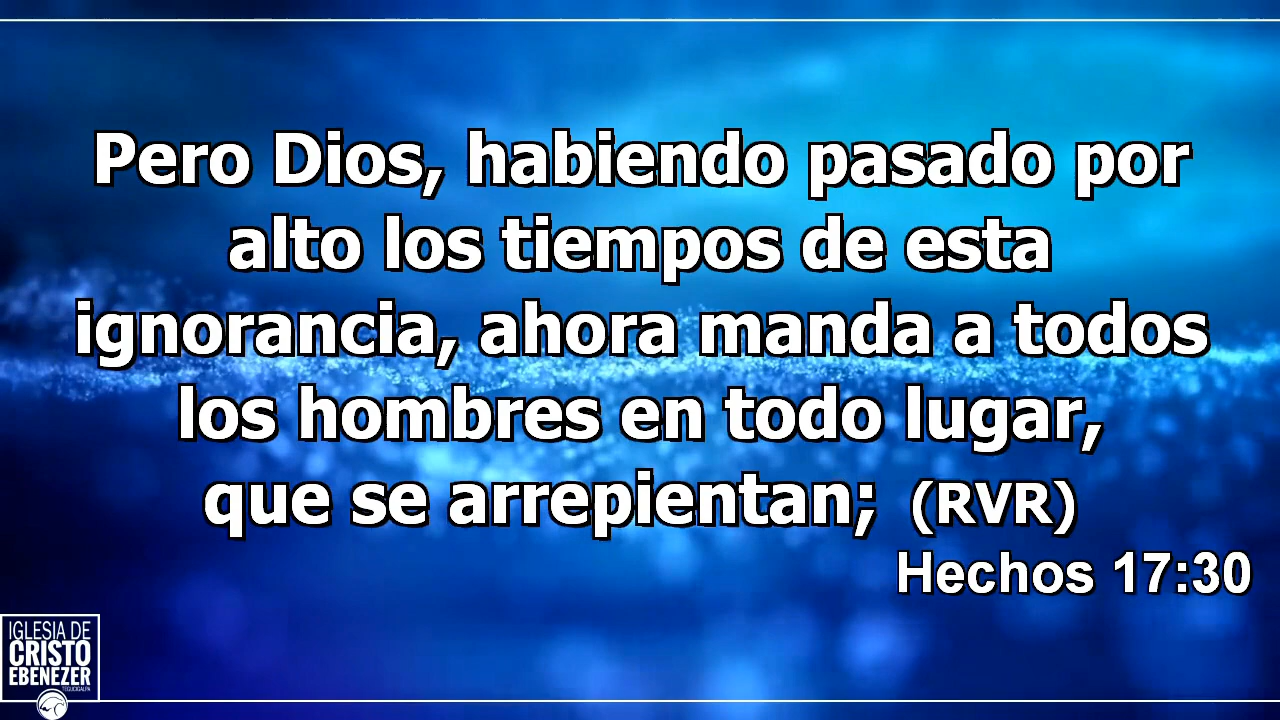 Pero Dios, habiendo pasado por
alto los tiempos de esta
ignorancia, ahora manda a todos
los hombres en todo lugar,
que se arrepientan; (RVR)
Hechos 17:30
IGLESIA DE
CRISTO
EBENEZER
TEGUCIGALPA